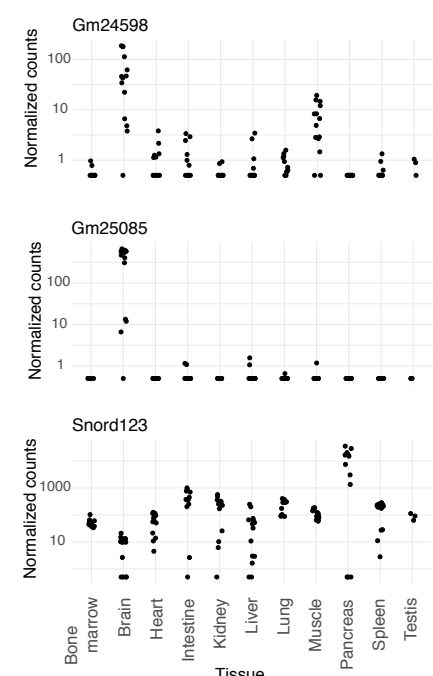 Gm24598
Normalized counts
100
10
1
Gm25085
Normalized counts
100
10
1
Snord123
Normalized counts
1000
10
Bone
marrow
Brain
Heart
Intestine
Kidney
Liver
Lung
Muscle
Pancreas
Spleen
Testis
Tissue